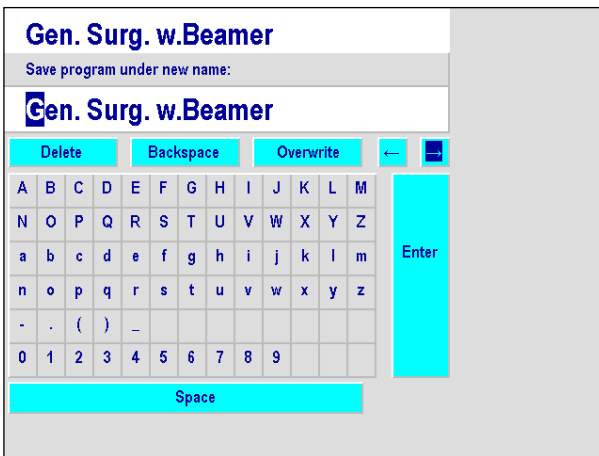 Gen. Surg. w.Beamer
Save program under new name:
Gen. Surg. w.Beamer
Delete Backspace Overwrite ← →
A B C D E F G H I J K L M
N O P Q R S T U V W X Y Z
a b c d e f g h i j k l m
n o p q r s t u v w x y z
- . ( ) _
0 1 2 3 4 5 6 7 8 9
Enter
Space